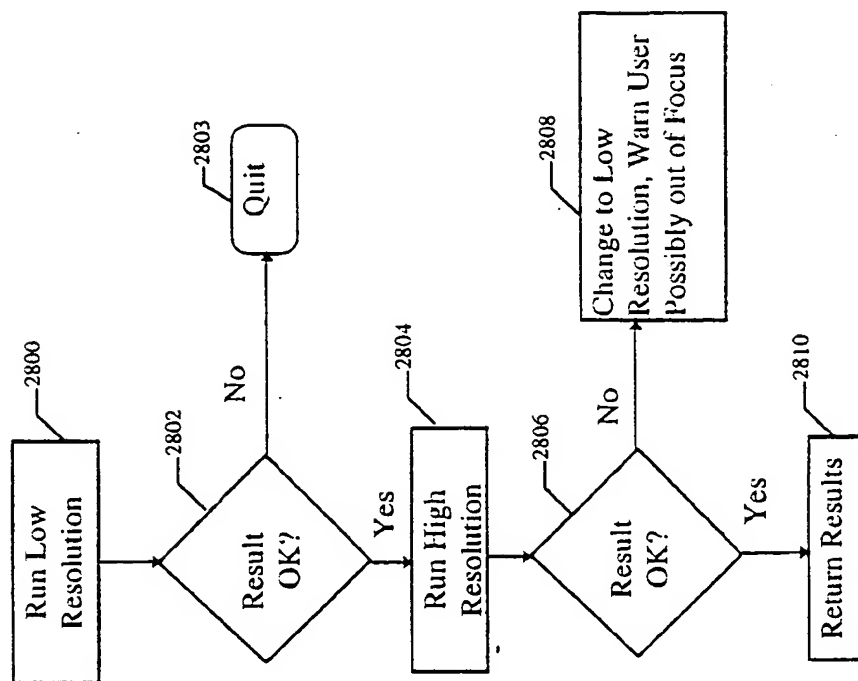 Run Low
Resolution
2800
Result
OK?
2802
No
Quit
2803
Yes
Run High
Resolution
2804
Result
OK?
2806
No
Change to Low
Resolution, Warn User
Possibly out of Focus
2808
Yes
Return Results
2810